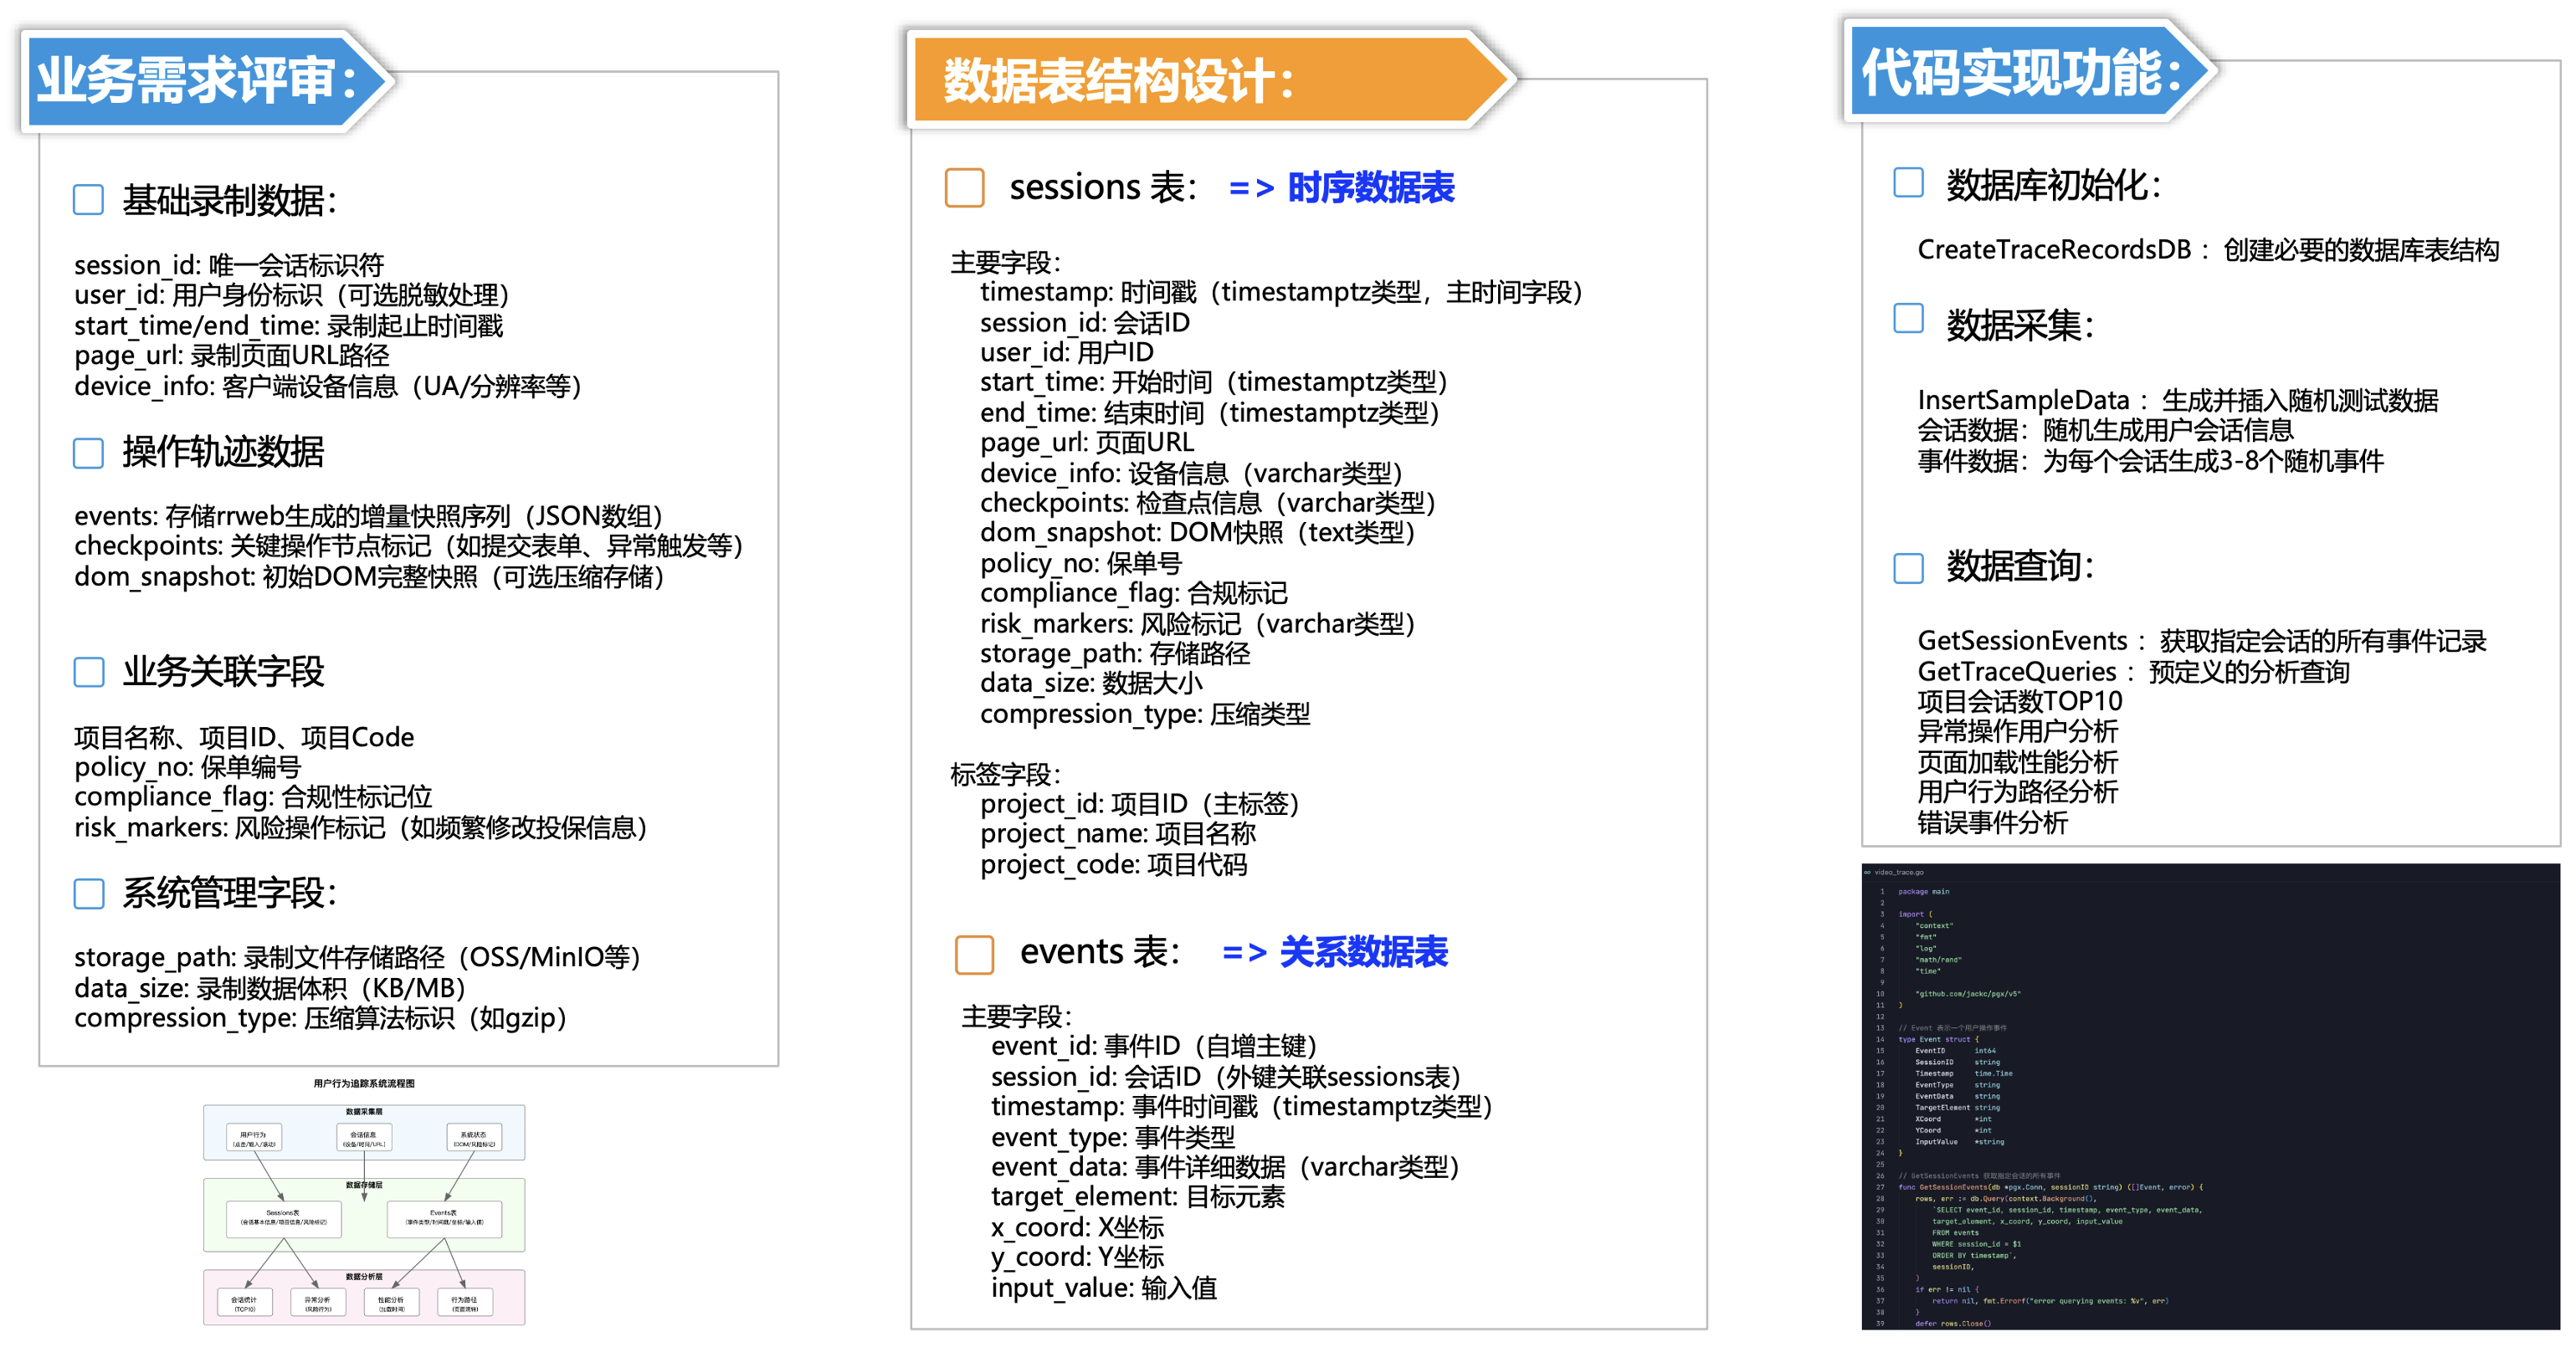 业务需求评审：
基础录制数据：
session_id: 唯一会话标识符
user_id: 用户身份标识（可选脱敏处理）
start_time/end_time: 录制起止时间戳
page_url: 录制页面URL路径
device_info: 客户端设备信息（UA/分辨率等）
操作轨迹数据
events: 存储rrweb生成的增量快照序列（JSON数组）
checkpoints: 关键操作节点标记（如提交表单、异常触发等）
dom_snapshot: 初始DOM完整快照（可选压缩存储）
业务关联字段
项目名称、项目ID、项目Code
policy_no: 保单编号
compliance_flag: 合规性标记位
risk_markers: 风险操作标记（如频繁修改投保信息）
系统管理字段：
storage_path: 录制文件存储路径（OSS/MinIO等）
data_size: 录制数据体积（KB/MB）
compression_type: 压缩算法标识（如gzip）
用户行为追踪系统流程图
数据采集层
用户行为
(点击/输入/滚动)
会话信息
(设备/时间/URL)
系统状态
(DOM/风险标记)
数据存储层
Sessions表
(会话基本信息/项目信息/风险标记)
Events表
(事件类型/时间戳/坐标/输入值)
数据分析层
会话统计
(TOP10)
异常分析
(风险行为)
性能分析
(加载时间)
行为路径
(页面流转)
数据表结构设计：
sessions 表： => 时序数据表
主要字段：
timestamp: 时间戳（timestamptz类型，主时间字段）
session_id: 会话ID
user_id: 用户ID
start_time: 开始时间（timestamptz类型）
end_time: 结束时间（timestamptz类型）
page_url: 页面URL
device_info: 设备信息（varchar类型）
checkpoints: 检查点信息（varchar类型）
dom_snapshot: DOM快照（text类型）
policy_no: 保单号
compliance_flag: 合规标记
risk_markers: 风险标记（varchar类型）
storage_path: 存储路径
data_size: 数据大小
compression_type: 压缩类型
标签字段：
project_id: 项目ID（主标签）
project_name: 项目名称
project_code: 项目代码
events 表： => 关系数据表
主要字段：
event_id: 事件ID（自增主键）
session_id: 会话ID（外键关联sessions表）
timestamp: 事件时间戳（timestamptz类型）
event_type: 事件类型
event_data: 事件详细数据（varchar类型）
target_element: 目标元素
x_coord: X坐标
y_coord: Y坐标
input_value: 输入值
代码实现功能：
数据库初始化：
CreateTraceRecordsDB ：创建必要的数据库表结构
数据采集：
InsertSampleData ：生成并插入随机测试数据
会话数据：随机生成用户会话信息
事件数据：为每个会话生成3-8个随机事件
数据查询：
GetSessionEvents ：获取指定会话的所有事件记录
GetTraceQueries ：预定义的分析查询
项目会话数TOP10
异常操作用户分析
页面加载性能分析
用户行为路径分析
错误事件分析
video_trace.go
1 package main
2
3 import (
4 "context"
5 "fmt"
6 "log"
7 "math/rand"
8 "time"
9
10 "github.com/jackc/pgx/v5"
11 )
12
13 // Event 表示一个用户操作事件
14 type Event struct {
15 EventID int64
16 SessionID string
17 Timestamp time.Time
18 EventType string
19 EventData string
20 TargetElement string
21 XCoord *int
22 YCoord *int
23 InputValue *string
24 }
25
26 // GetSessionEvents 获取指定会话的所有事件
27 func GetSessionEvents(db *pgx.Conn, sessionID string) ([]Event, error) {
28 rows, err := db.Query(context.Background(),
29 `SELECT event_id, session_id, timestamp, event_type, event_data,
30 target_element, x_coord, y_coord, input_value
31 FROM events
32 WHERE session_id = $1
33 ORDER BY timestamp`,
34 sessionID,
35 )
36 if err != nil {
37 return nil, fmt.Errorf("error querying events: %v", err)
38 }
39 defer rows.Close()